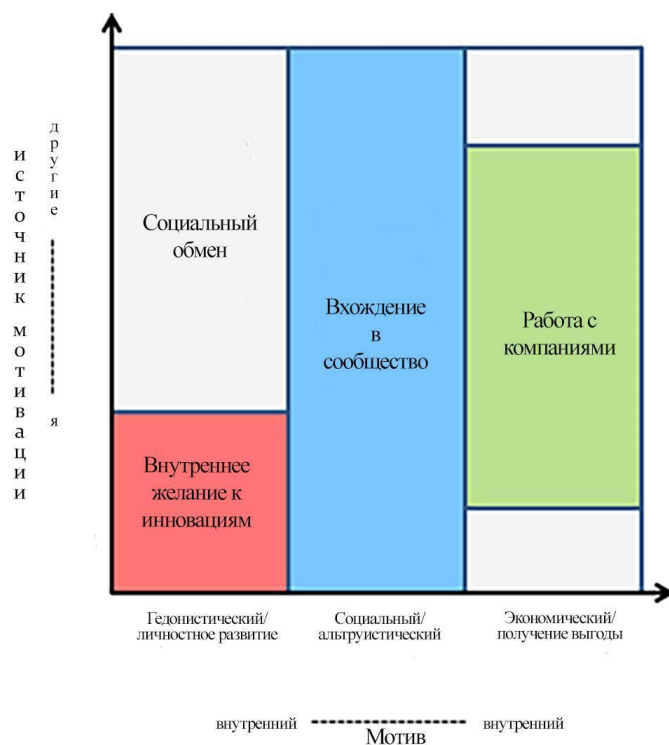 источник мотивации
другие
я
Социальный
обмен
Внутреннее
желание к
инновациям
Вхождение
в
сообщество
Работа с
компаниями
Гедонистический/
личностное развитие
Социальный/
альтруистический
Экономический/
получение выгоды
внутренний
внутренний
Мотив